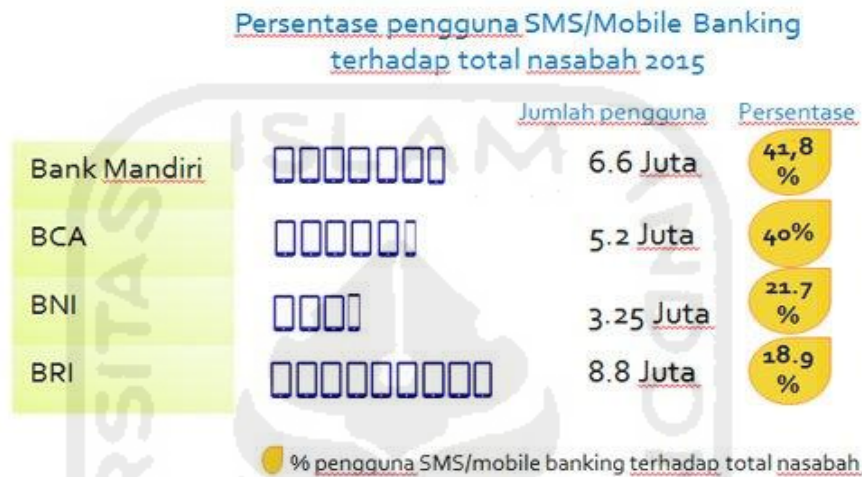 Persentase pengguna SMS/Mobile Banking
terhadap total nasabah 2015
Jumlah pengguna Persentase
Bank Mandiri 6.6 Juta 41,8 %
BCA 5.2 Juta 40%
BNI 3.25 Juta 21.7 %
BRI 8.8 Juta 18.9 %
% pengguna SMS/mobile banking terhadap total nasabah
ISLAM